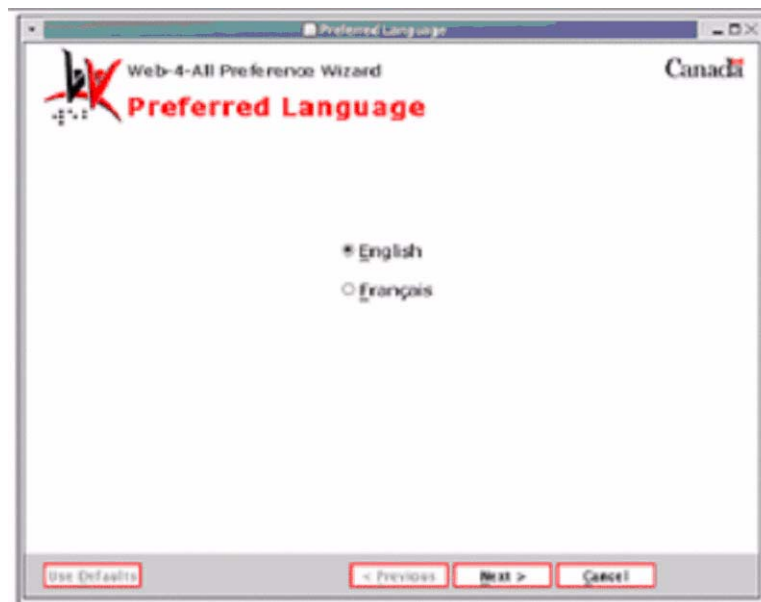 Preferred Language
Web-4-All Preference Wizard
Canada
Preferred Language
English
Français
Use Defaults
< Previous
Next >
Cancel